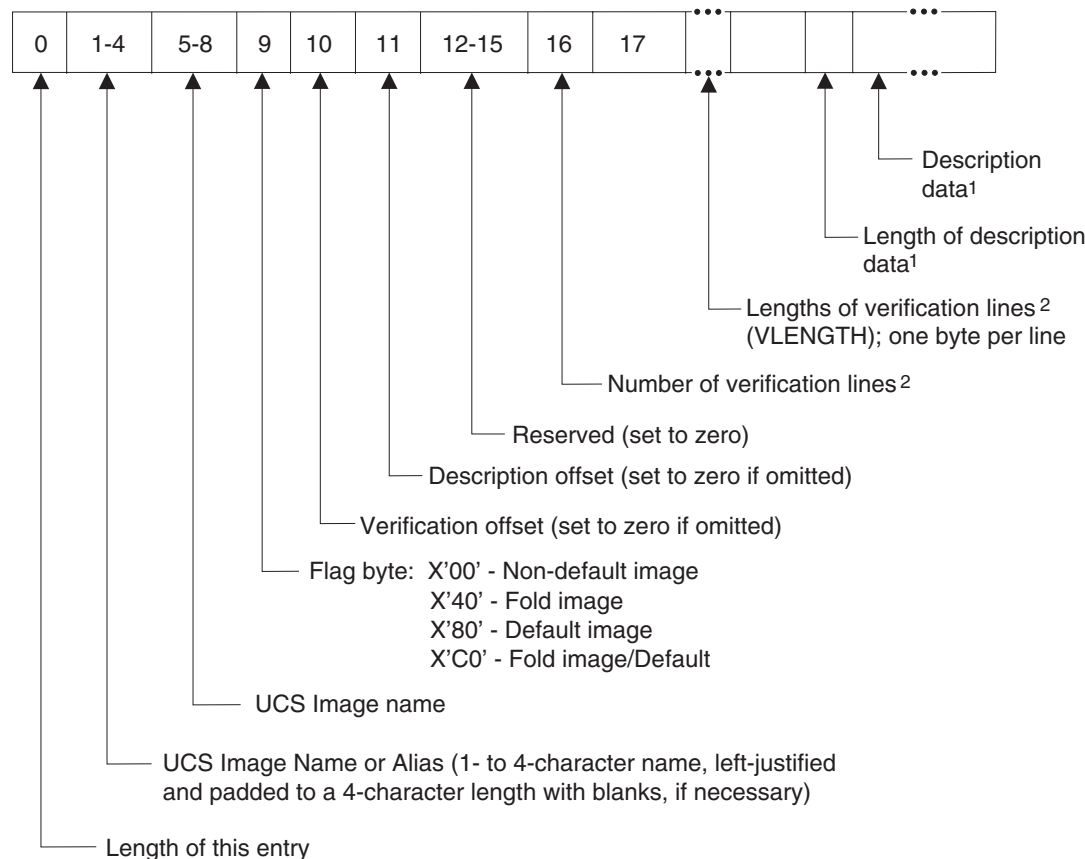 0 1-4 5-8 9 10 11 12-15 16 17
Description
data1
Length of description
data1
Lengths of verification lines 2
(VLENGTH); one byte per line
Number of verification lines 2
Reserved (set to zero)
Description offset (set to zero if omitted)
Verification offset (set to zero if omitted)
Flag byte: X'00' - Non-default image
X'40' - Fold image
X'80' - Default image
X'C0' - Fold image/Default
UCS Image name
UCS Image Name or Alias (1- to 4-character name, left-justified
and padded to a 4-character length with blanks, if necessary)
Length of this entry